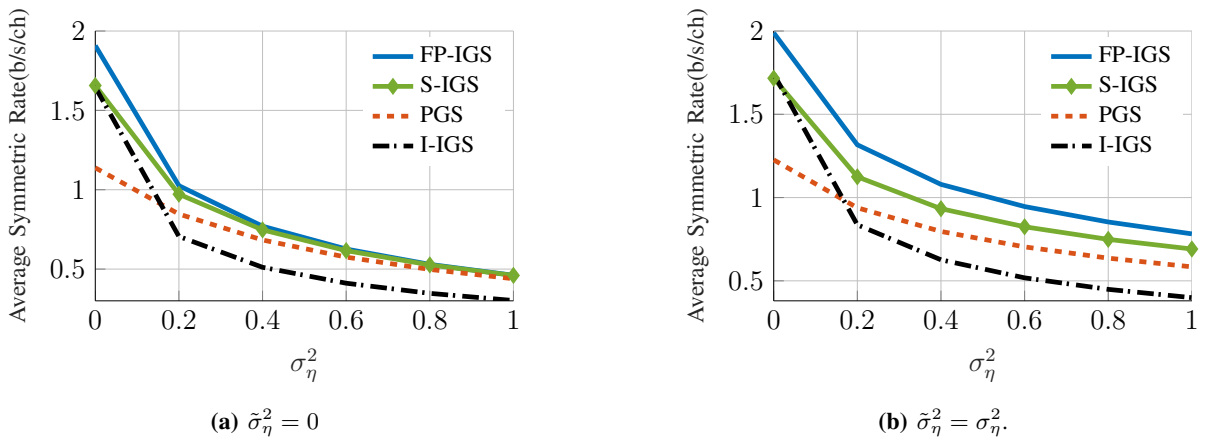 Average Symmetric Rate(b/s/ch)
2
1.5
1
0.5
0 0.2 0.4 0.6 0.8 1
FP-IGS
S-IGS
PGS
I-IGS
σ²_η
(a) σ̃²_η = 0
Average Symmetric Rate(b/s/ch)
2
1.5
1
0.5
0 0.2 0.4 0.6 0.8 1
FP-IGS
S-IGS
PGS
I-IGS
σ²_η
(b) σ̃²_η = σ²_η.